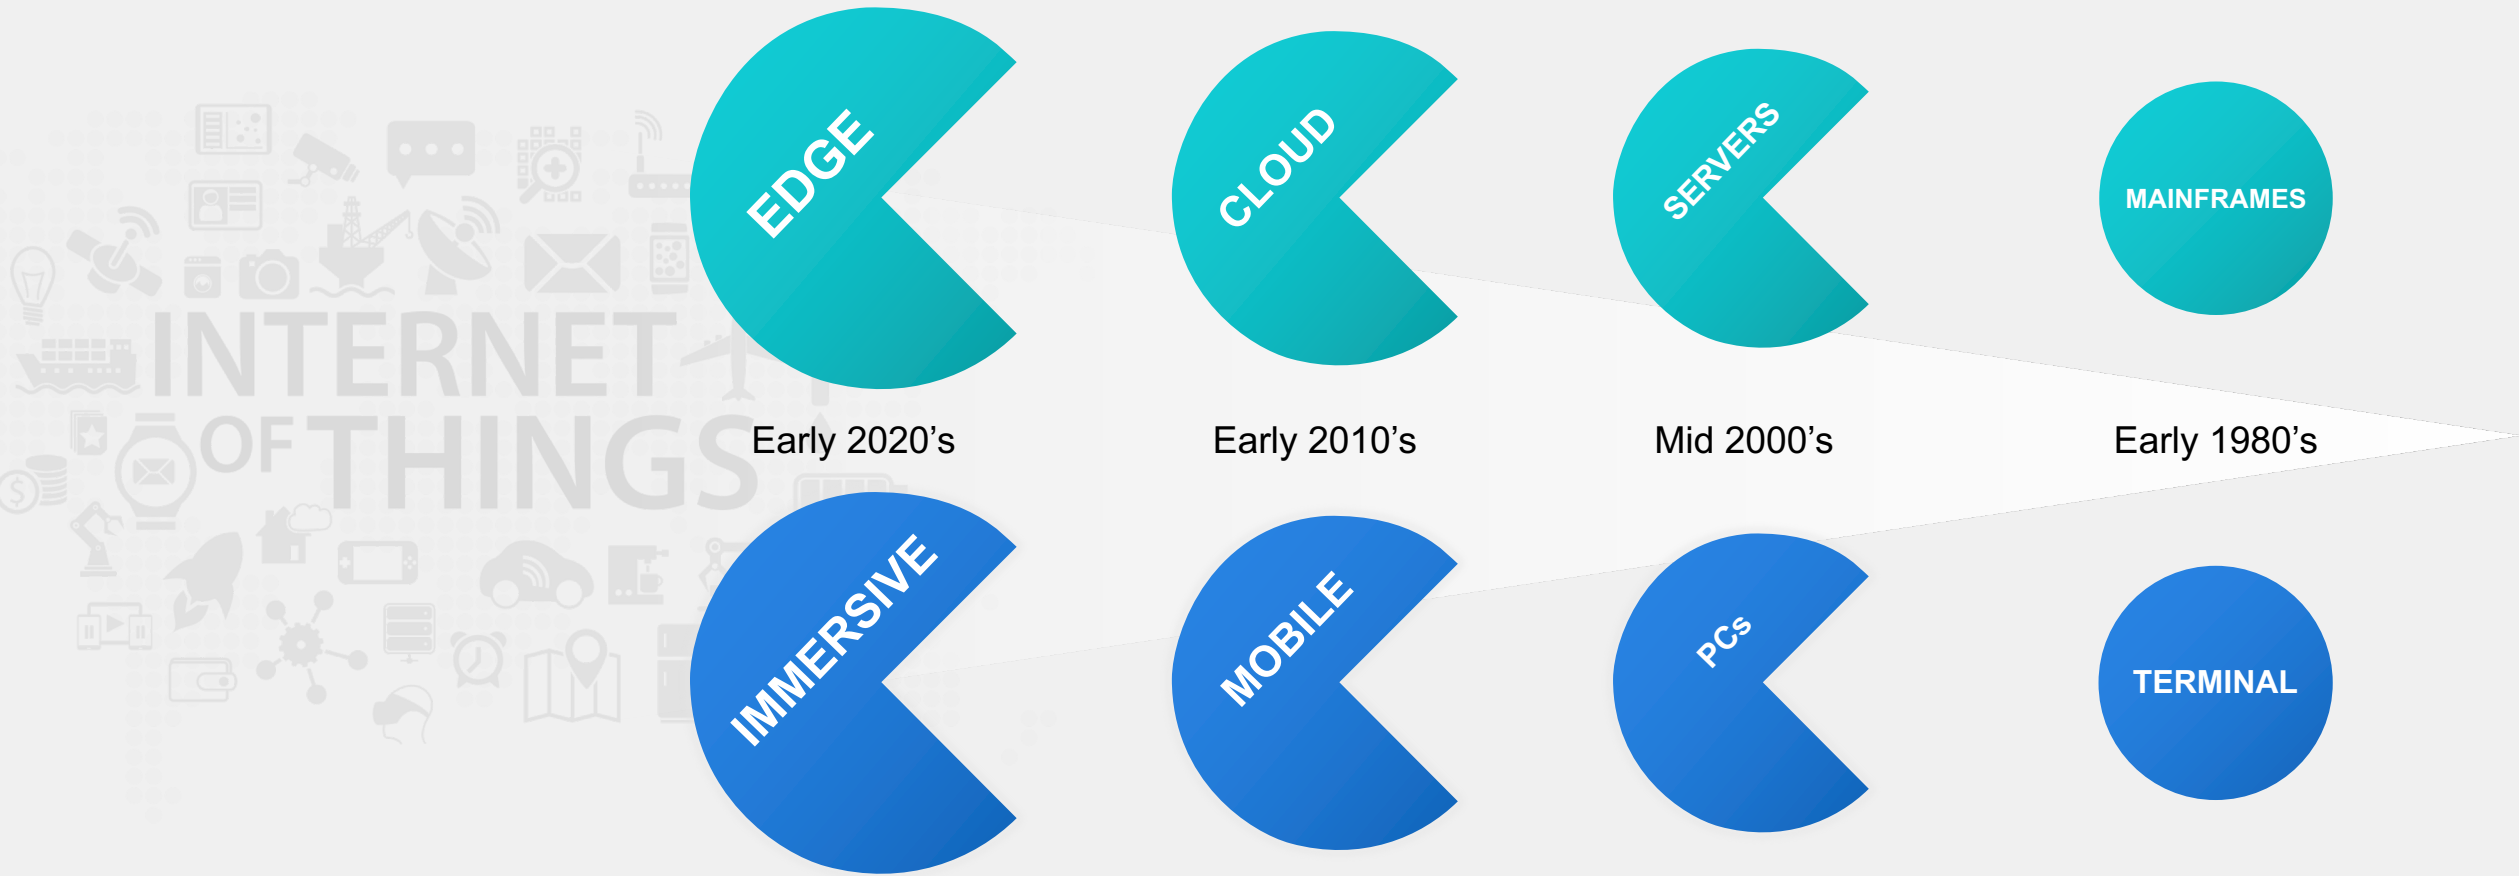 EDGE
CLOUD
SERVERS
MAINFRAMES
INTERNET
OF THINGS
Early 2020’s
Early 2010’s
Mid 2000’s
Early 1980’s
IMMERSIVE
MOBILE
PCs
TERMINAL